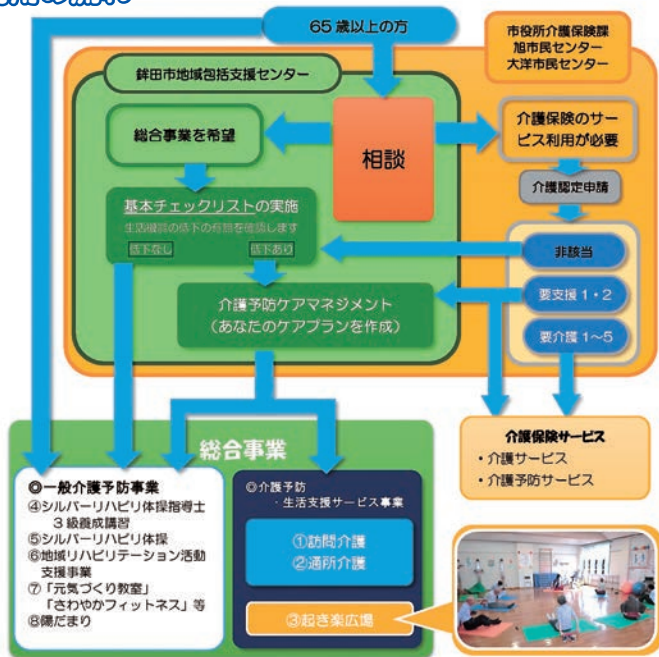 65歳以上の方
市役所介護保険課
旭市民センター
大洋市民センター
鉾田市地域包括支援センター
総合事業を希望
相談
介護保険のサー
ビス利用が必要
介護認定申請
基本チェックリストの実施
生活機能の低下の有無を確認します
低下なし
低下あり
非該当
要支援1・2
要介護1～5
介護予防ケアマネジメント
(あなたのケアプランを作成)
介護保険サービス
・介護サービス
・介護予防サービス
総合事業
◎一般介護予防事業
④シルバーリハビリ体操指導士
3級養成講習
⑤シルバーリハビリ体操
⑥地域リハビリテーション活動
支援事業
⑦「元気づくり教室」
「さわやかフィットネス」等
⑧陽だまり
◎介護予防
・生活支援サービス事業
①訪問介護
②通所介護
③起き楽広場